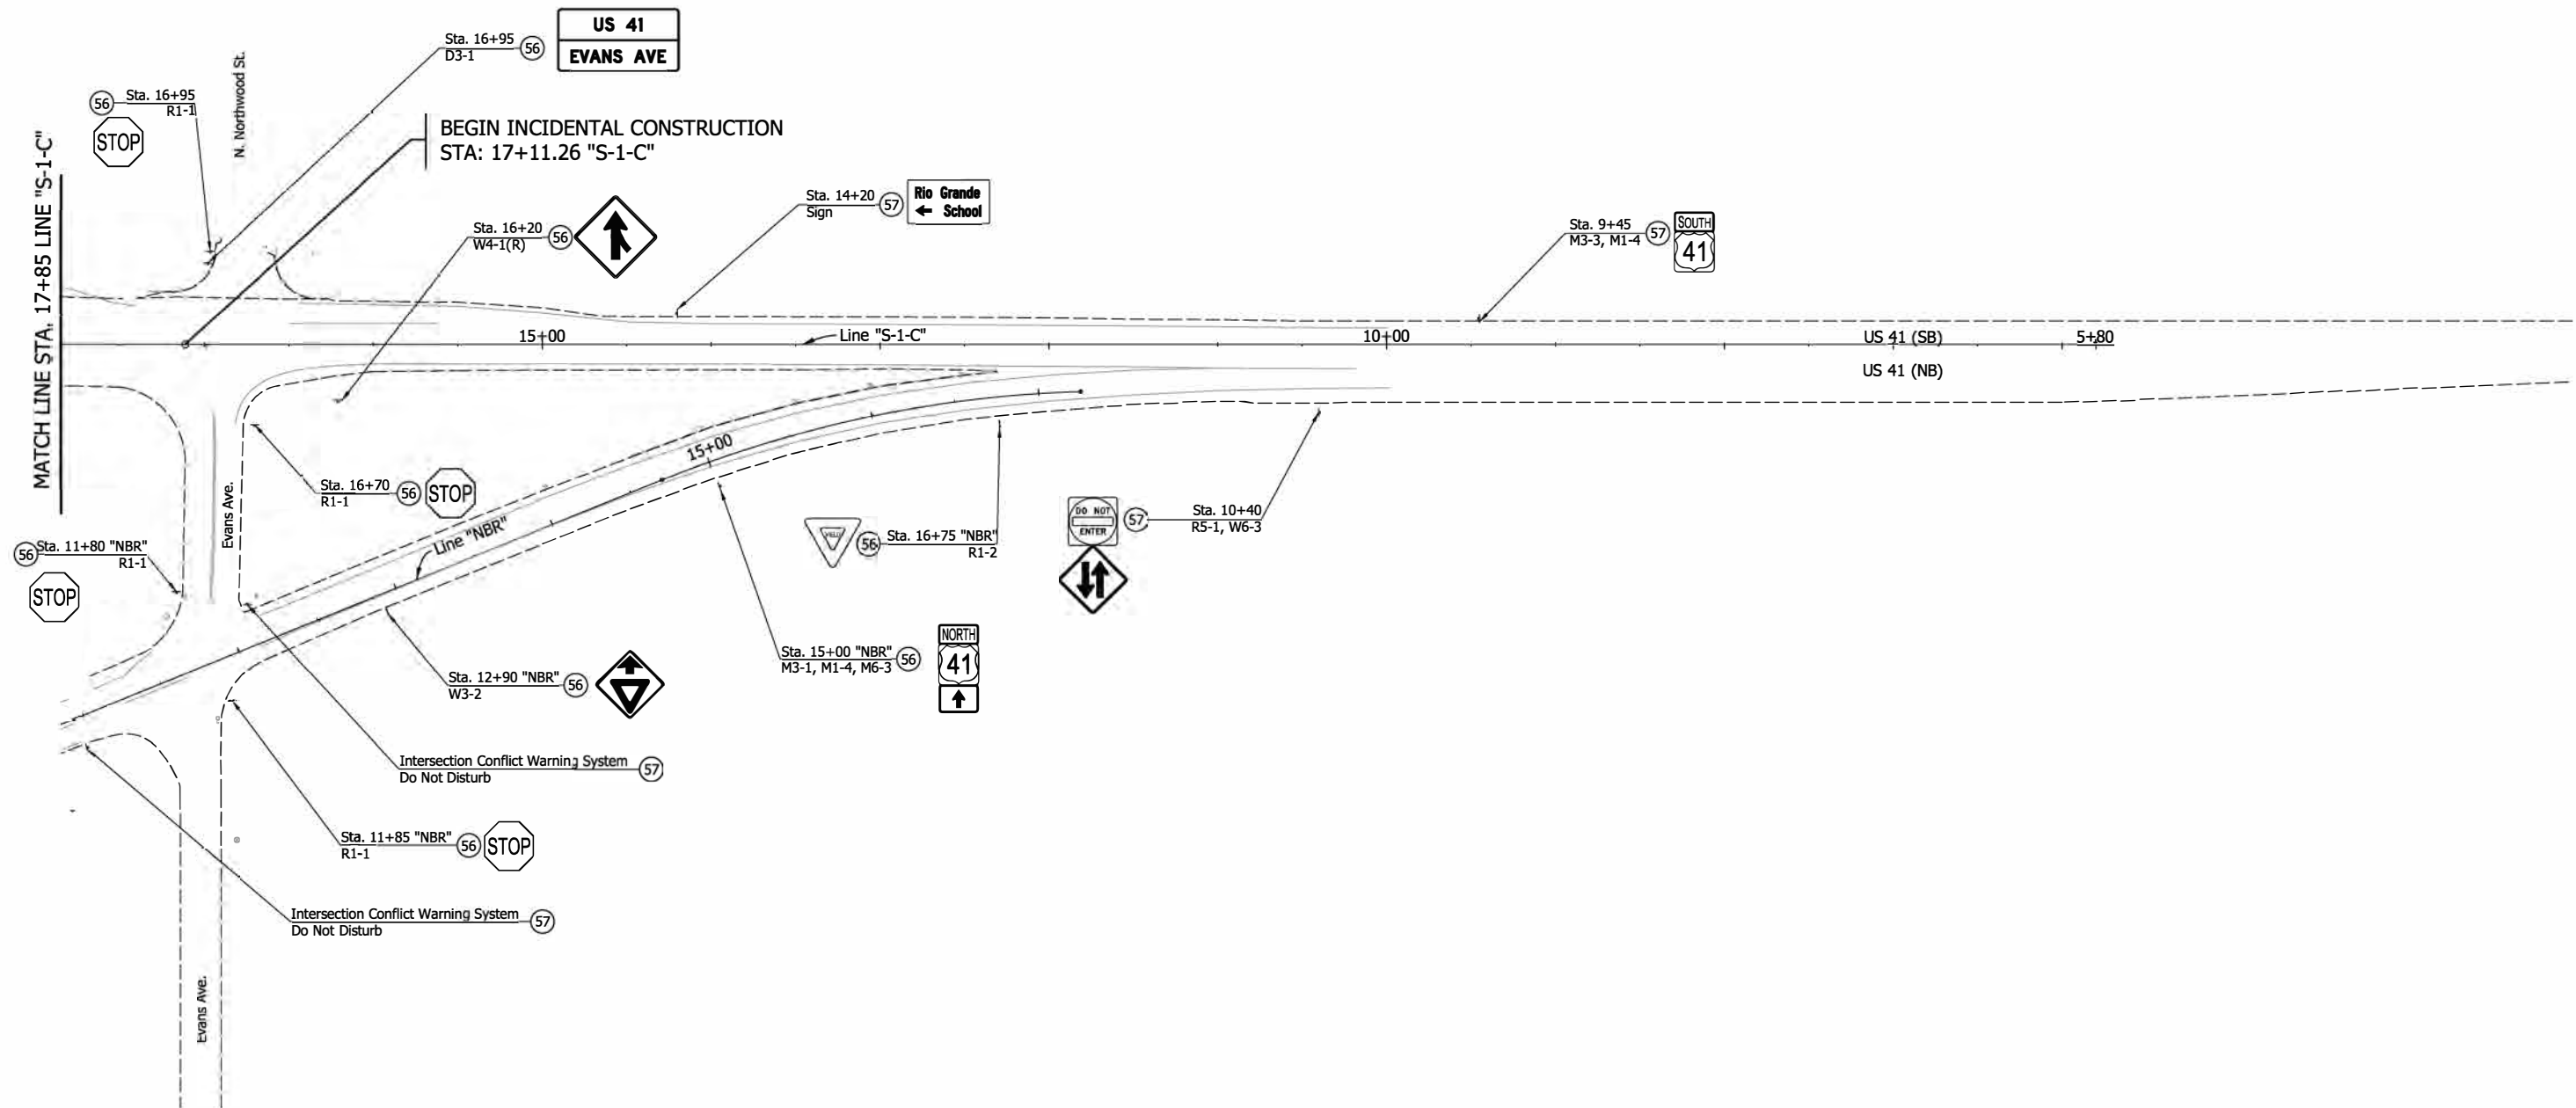 US 41
EVANS AVE
Sta. 16+95
D3-1
56
56
Sta. 16+95
R1-1
STOP
N. Northwood St.
BEGIN INCIDENTAL CONSTRUCTION
STA: 17+11.26 "S-1-C"
MATCH LINE STA. 17+85 LINE "S-1-C"
Sta. 16+20
W4-1(R)
56
Sta. 14+20
Sign
57
Rio Grande
← School
Sta. 9+45
M3-3, M1-4
57
SOUTH
41
15+00
Line "S-1-C"
10+00
US 41 (SB)
5+80
US 41 (NB)
15+00
Sta. 16+70
R1-1
56
STOP
Evans Ave.
Line "NBR"
56
Sta. 11+80 "NBR"
R1-1
STOP
YIELD
56
Sta. 16+75 "NBR"
R1-2
DO NOT
ENTER
57
Sta. 10+40
R5-1, W6-3
Sta. 15+00 "NBR"
M3-1, M1-4, M6-3
56
NORTH
41
Sta. 12+90 "NBR"
W3-2
56
Intersection Conflict Warning System
Do Not Disturb
57
Sta. 11+85 "NBR"
R1-1
56
STOP
Intersection Conflict Warning System
Do Not Disturb
57
Evans Ave.